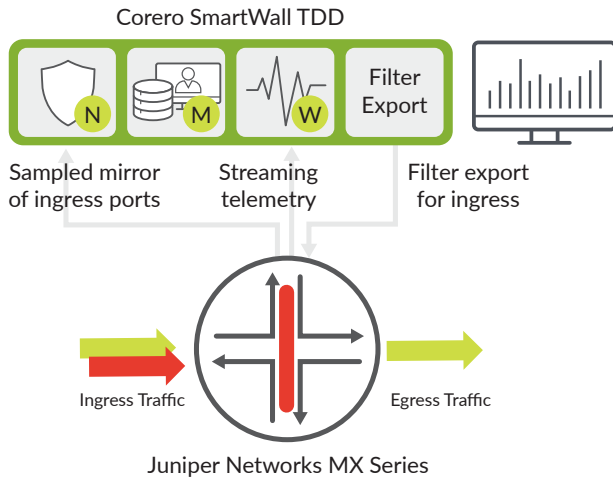 Corero SmartWall TDD
N
M
W
Filter
Export
Sampled mirror
of ingress ports
Streaming
telemetry
Filter export
for ingress
Ingress Traffic
Egress Traffic
Juniper Networks MX Series